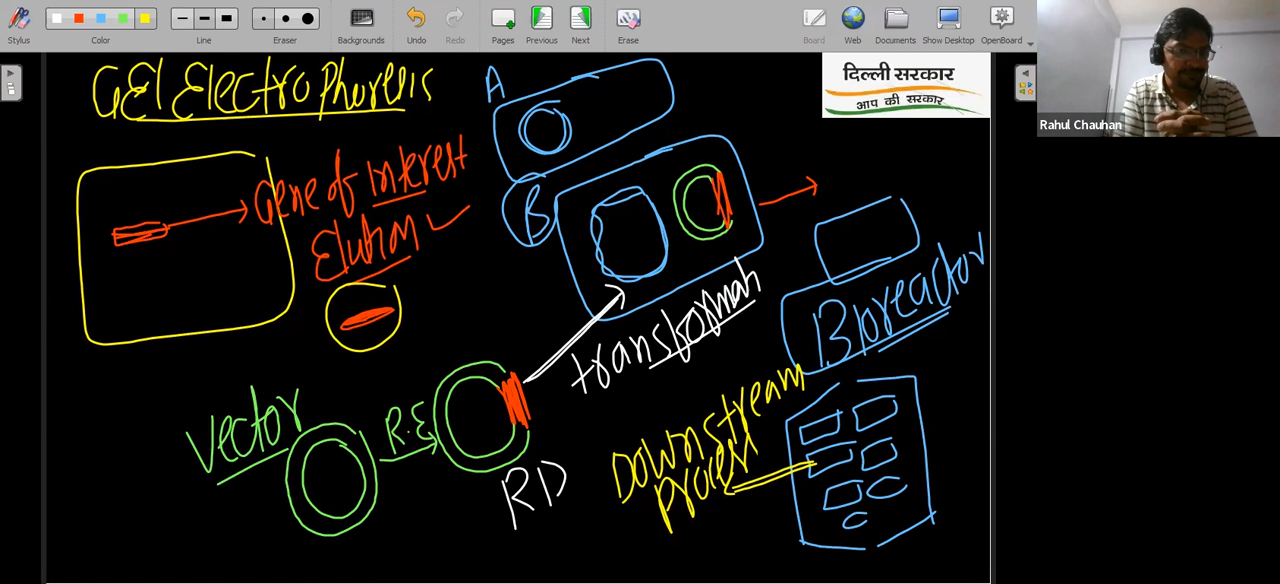 Stylus
Color
Line
Eraser
Backgrounds
Undo
Redo
Pages
Previous
Next
Erase
Board
Web
Documents
Show Desktop
OpenBoard
Rahul Chauhan
दिल्ली सरकार
आप की सरकार
GEl ElectroPhoresis
Gene of interest
Elution ✓
A
B
transforman
Bioreactor
Vector
R.E
RD
Downstream
process